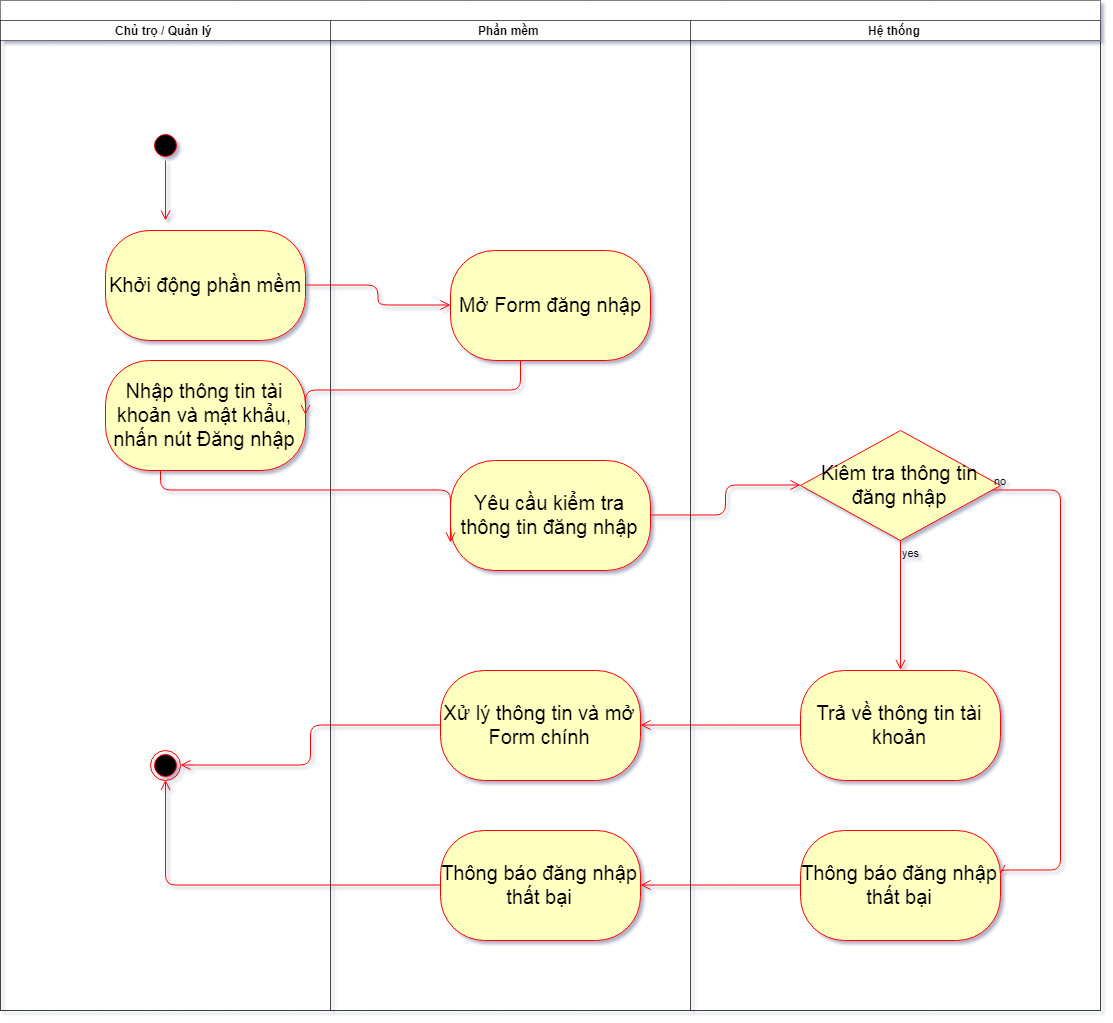 Chủ trọ / Quản lý
Phần mềm
Hệ thống
Khởi động phần mềm
Mở Form đăng nhập
Nhập thông tin tài
khoản và mật khẩu,
nhấn nút Đăng nhập
Yêu cầu kiểm tra
thông tin đăng nhập
Kiêm tra thông tin
đăng nhập
no
yes
Xử lý thông tin và mở
Form chính
Trả về thông tin tài
khoản
Thông báo đăng nhập
thất bại
Thông báo đăng nhập
thất bại